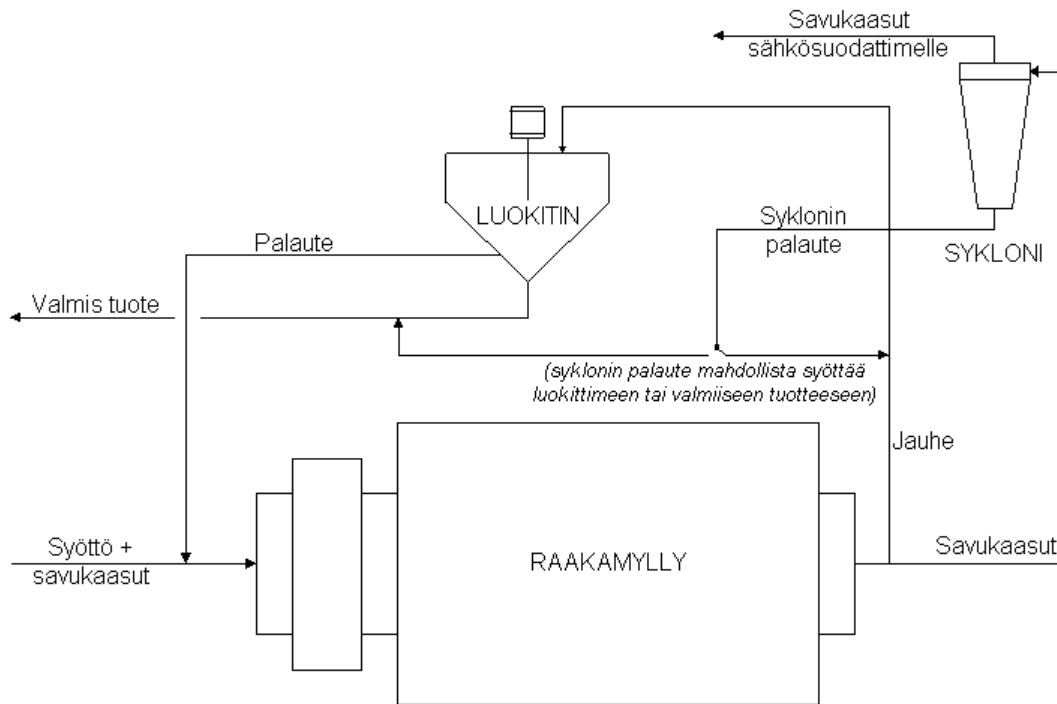 Savukaasut
sähkösuodattimelle
LUOKITIN
Syklonin
palaute
SYKLONI
Palaute
Valmis tuote
(syklonin palaute mahdollista syöttää
luokittimeen tai valmiiseen tuotteeseen)
Jauhe
Syöttö +
savukaasut
RAAKAMYLLY
Savukaasut